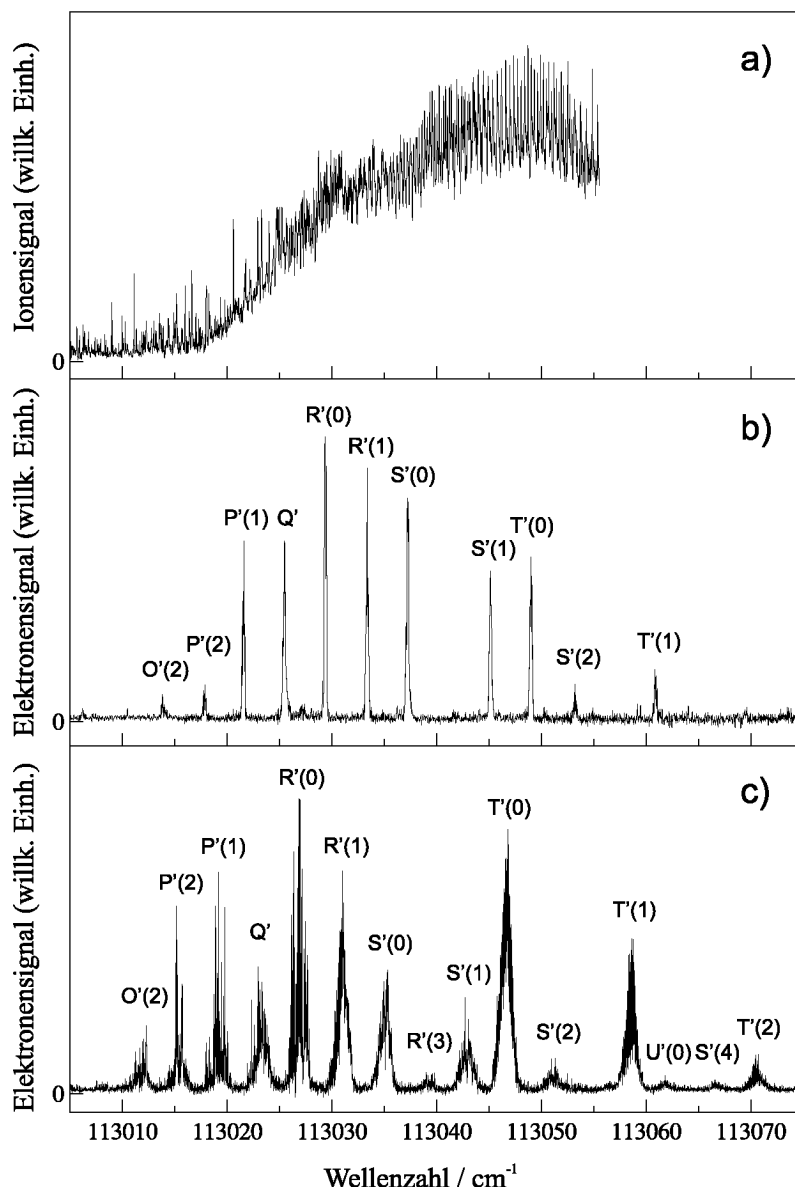 a)
Ionensignal (willk. Einh.)
0
b)
Elektronensignal (willk. Einh.)
R'(0)
R'(1)
S'(0)
P'(1)
Q'
T'(0)
S'(1)
P'(2)
O'(2)
S'(2)
T'(1)
0
c)
Elektronensignal (willk. Einh.)
R'(0)
T'(0)
P'(1)
R'(1)
P'(2)
Q'
S'(0)
T'(1)
O'(2)
S'(1)
R'(3)
S'(2)
U'(0)
S'(4)
T'(2)
0
113010 113020 113030 113040 113050 113060 113070
Wellenzahl / cm⁻¹